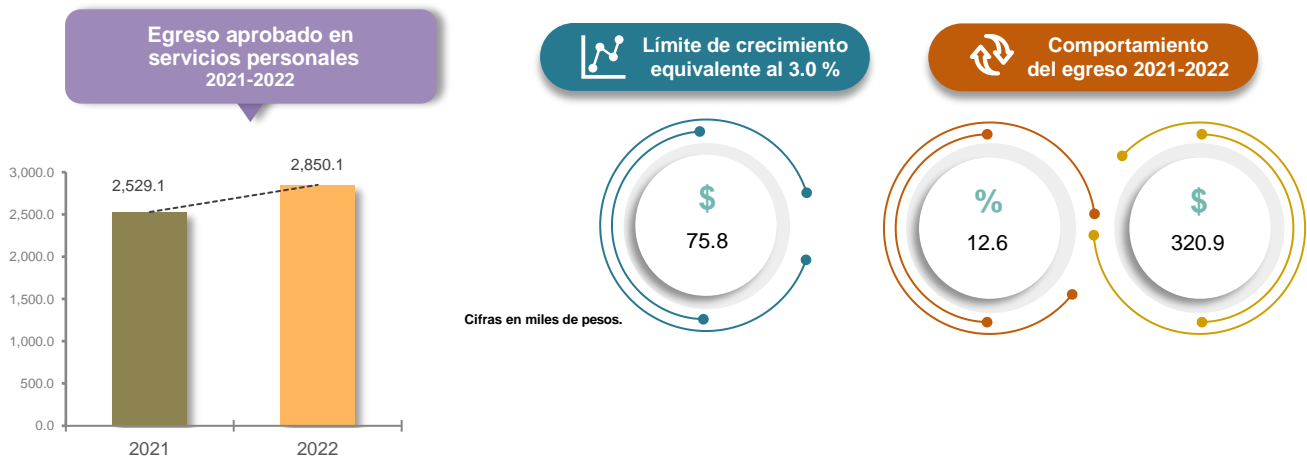 Egreso aprobado en
servicios personales
2021-2022
3,000.0
2,500.0
2,000.0
1,500.0
1,000.0
500.0
0.0
2,529.1
2,850.1
2021
2022
Límite de crecimiento
equivalente al 3.0 %
$
75.8
Cifras en miles de pesos.
Comportamiento
del egreso 2021-2022
%
12.6
$
320.9